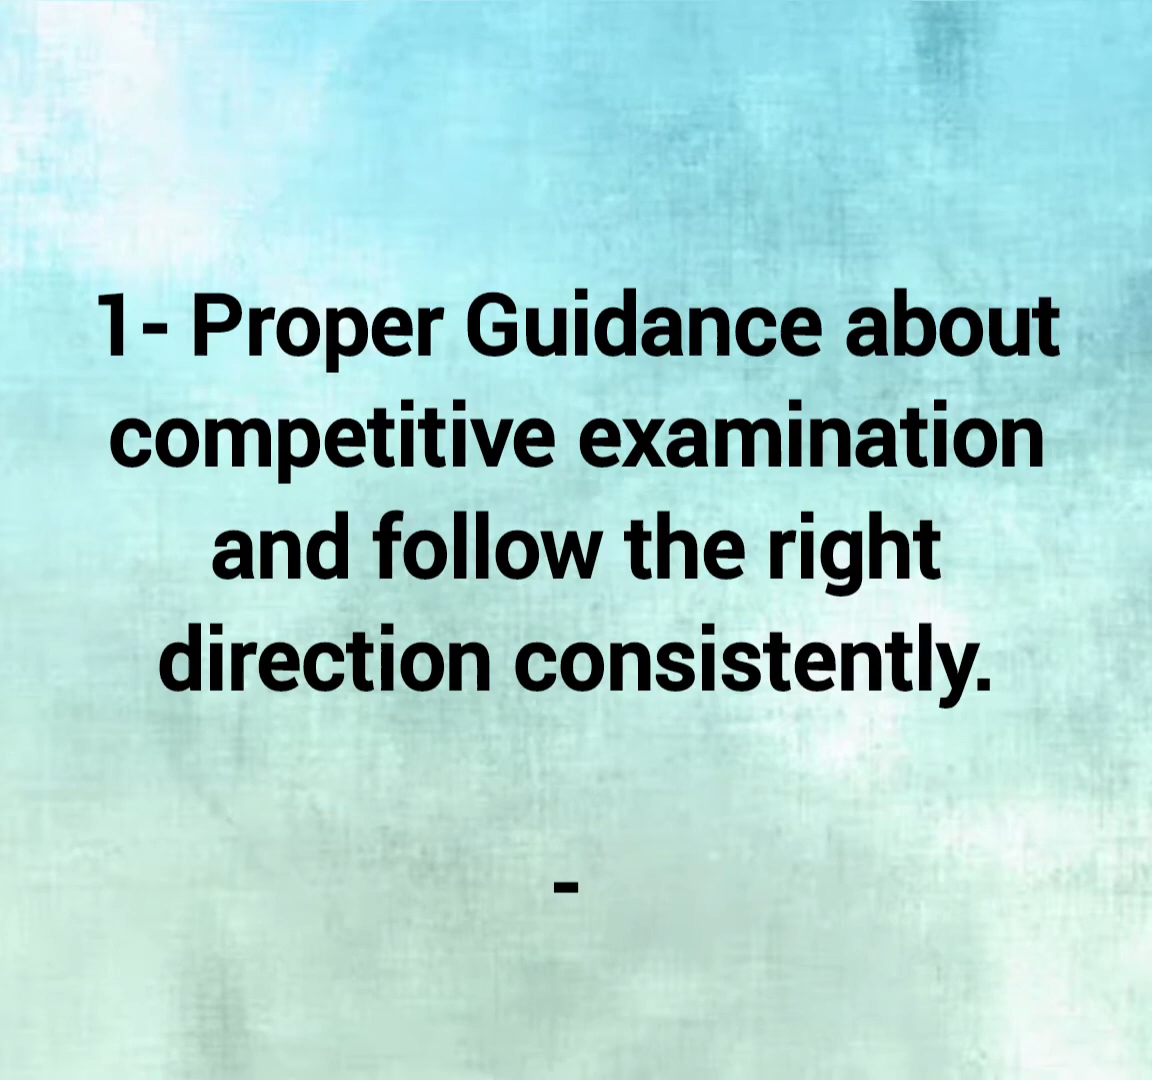 1- Proper Guidance about
competitive examination
and follow the right
direction consistently.
-